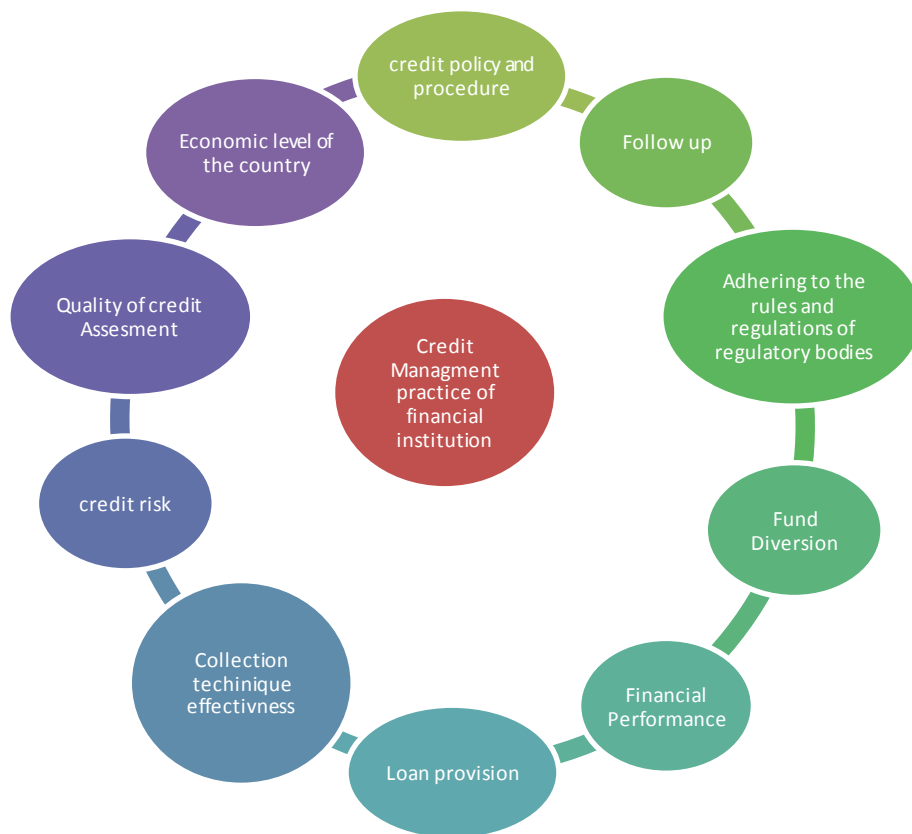 credit policy and
procedure
Follow up
Adhering to the
rules and
regulations of
regulatory bodies
Fund
Diversion
Financial
Performance
Loan provision
Collection
techinique
effectivness
credit risk
Quality of credit
Assesment
Economic level of
the country
Credit
Managment
practice of
financial
institution